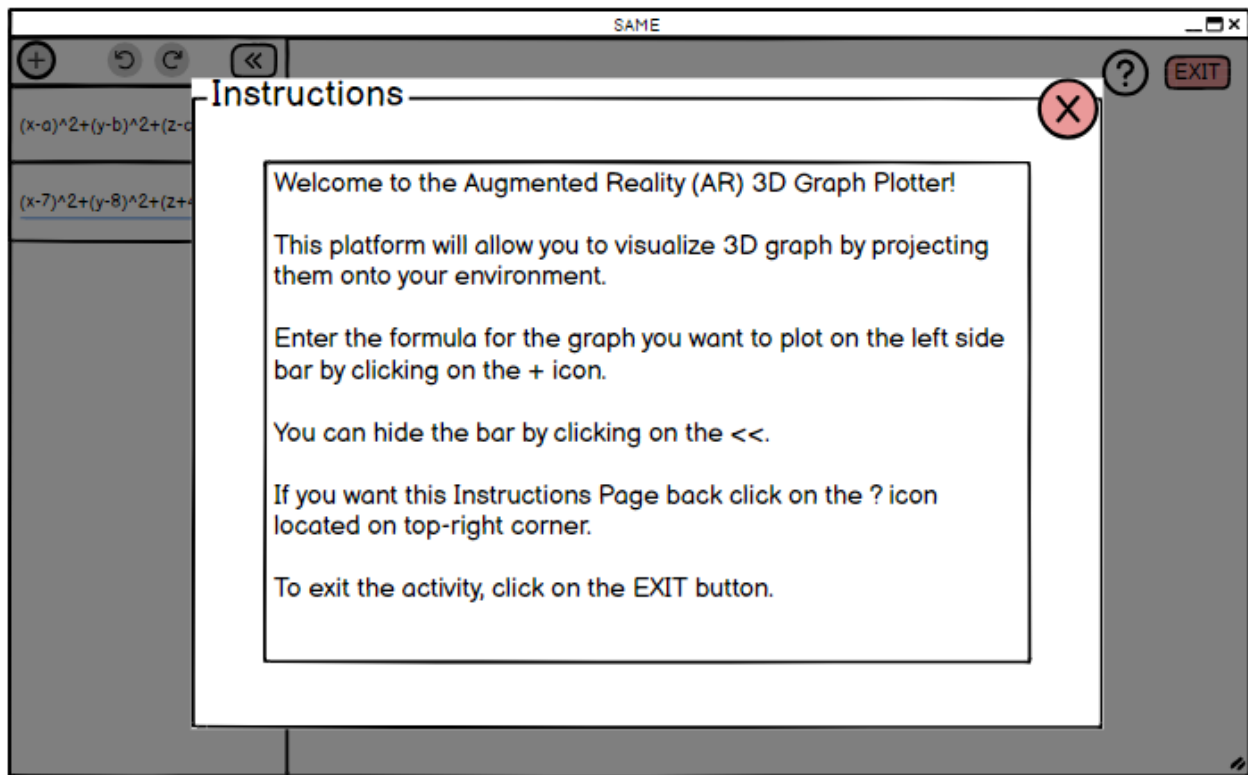 SAME
EXIT
Instructions
X
(x-a)^2+(y-b)^2+(z-
(x-7)^2+(y-8)^2+(z+
Welcome to the Augmented Reality (AR) 3D Graph Plotter!
This platform will allow you to visualize 3D graph by projecting
them onto your environment.
Enter the formula for the graph you want to plot on the left side
bar by clicking on the + icon.
You can hide the bar by clicking on the <<.
If you want this Instructions Page back click on the ? icon
located on top-right corner.
To exit the activity, click on the EXIT button.